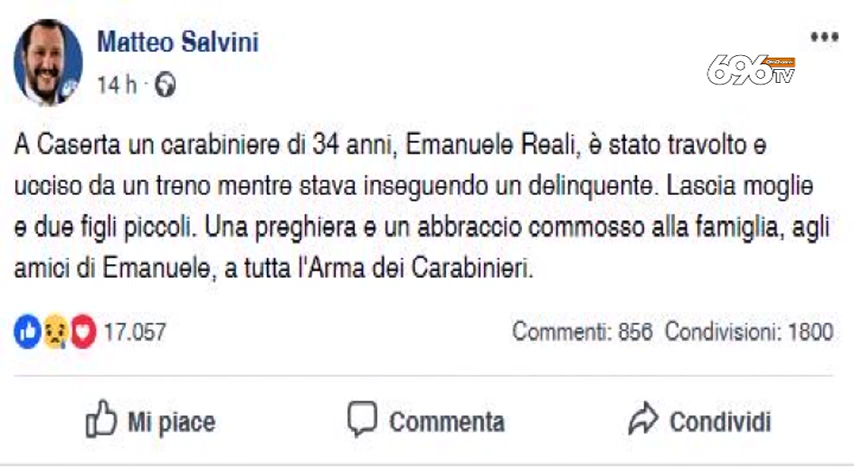 Matteo Salvini
14 h ·
696 TV
A Caserta un carabiniere di 34 anni, Emanuele Reali, è stato travolto e
ucciso da un treno mentre stava inseguendo un delinquente. Lascia moglie
e due figli piccoli. Una preghiera e un abbraccio commosso alla famiglia, agli
amici di Emanuele, a tutta l'Arma dei Carabinieri.
17.057 Commenti: 856 Condivisioni: 1800
Mi piace Commenta Condividi